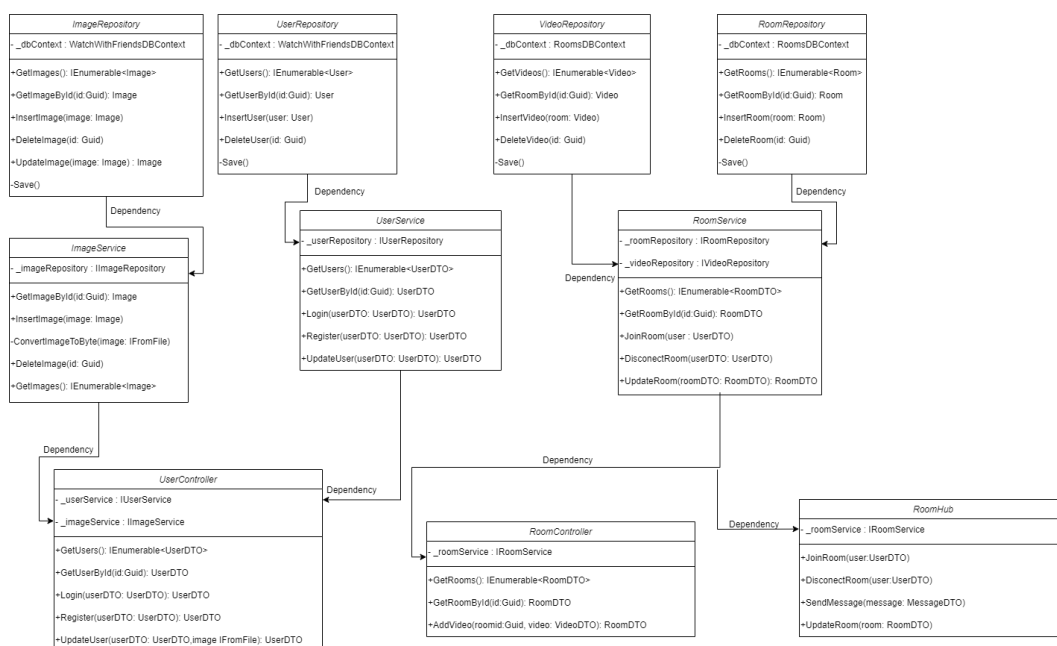 ImageRepository
- _dbContext : WatchWithFriendsDBContext
+GetImages(): IEnumerable<Image>
+GetImageById(id:Guid): Image
+InsertImage(image: Image)
+DeleteImage(id: Guid)
+UpdateImage(image: Image) : Image
-Save()
UserRepository
- _dbContext : WatchWithFriendsDBContext
+GetUsers(): IEnumerable<User>
+GetUserById(id:Guid): User
+InsertUser(user: User)
+DeleteUser(id: Guid)
-Save()
VideoRepository
- _dbContext : RoomsDBContext
+GetVideos(): IEnumerable<Video>
+GetRoomById(id:Guid): Video
+InsertVideo(room: Video)
+DeleteVideo(id: Guid)
-Save()
RoomRepository
- _dbContext : RoomsDBContext
+GetRooms(): IEnumerable<Room>
+GetRoomById(id:Guid): Room
+InsertRoom(room: Room)
+DeleteRoom(id: Guid)
-Save()
Dependency
Dependency
Dependency
Dependency
ImageService
- _imageRepository : IImageRepository
+GetImageById(id:Guid): Image
+InsertImage(image: Image)
-ConvertImageToByte(image: IFromFile)
+DeleteImage(id: Guid)
+GetImages(): IEnumerable<Image>
UserService
- _userRepository : IUserRepository
+GetUsers(): IEnumerable<UserDTO>
+GetUserById(id:Guid): UserDTO
+Login(userDTO: UserDTO): UserDTO
+Register(userDTO: UserDTO): UserDTO
+UpdateUser(userDTO: UserDTO): UserDTO
RoomService
- _roomRepository : IRoomRepository
- _videoRepository : IVideoRepository
+GetRooms(): IEnumerable<RoomDTO>
+GetRoomById(id:Guid): RoomDTO
+JoinRoom(user : UserDTO)
+DisconectRoom(userDTO: UserDTO)
+UpdateRoom(roomDTO: RoomDTO): RoomDTO
Dependency
Dependency
Dependency
Dependency
UserController
- _userService : IUserService
- _imageService : IImageService
+GetUsers(): IEnumerable<UserDTO>
+GetUserById(id:Guid): UserDTO
+Login(userDTO: UserDTO): UserDTO
+Register(userDTO: UserDTO): UserDTO
+UpdateUser(userDTO: UserDTO,image IFromFile): UserDTO
RoomController
- _roomService : IRoomService
+GetRooms(): IEnumerable<RoomDTO>
+GetRoomById(id:Guid): RoomDTO
+AddVideo(roomid:Guid, video: VideoDTO): RoomDTO
RoomHub
- _roomService : IRoomService
+JoinRoom(user:UserDTO)
+DisconectRoom(user:UserDTO)
+SendMessage(message: MessageDTO)
+UpdateRoom(room: RoomDTO)